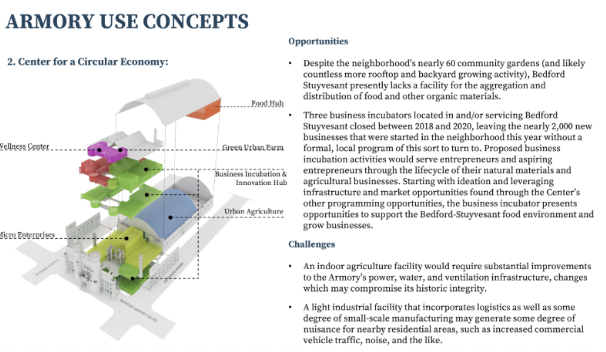 ARMORY USE CONCEPTS
2. Center for a Circular Economy:
Food Hub
Wellness Center
Green Urban Farm
Business Incubation &
Innovation Hub
Urban Agriculture
Micro Enterprises
Opportunities
• Despite the neighborhood's nearly 60 community gardens (and likely
countless more rooftop and backyard growing activity), Bedford
Stuyvesant presently lacks a facility for the aggregation and
distribution of food and other organic materials.
• Three business incubators located in and/or servicing Bedford
Stuyvesant closed between 2018 and 2020, leaving the nearly 2,000 new
businesses that were started in the neighborhood this year without a
formal, local program of this sort to turn to. Proposed business
incubation activities would serve entrepreneurs and aspiring
entrepreneurs through the lifecycle of their natural materials and
agricultural businesses. Starting with ideation and leveraging
infrastructure and market opportunities found through the Center's
other programming opportunities, the business incubator presents
opportunities to support the Bedford-Stuyvesant food environment and
grow businesses.
Challenges
• An indoor agriculture facility would require substantial improvements
to the Armory's power, water, and ventilation infrastructure, changes
which may compromise its historic integrity.
• A light industrial facility that incorporates logistics as well as some
degree of small-scale manufacturing may generate some degree of
nuisance for nearby residential areas, such as increased commercial
vehicle traffic, noise, and the like.